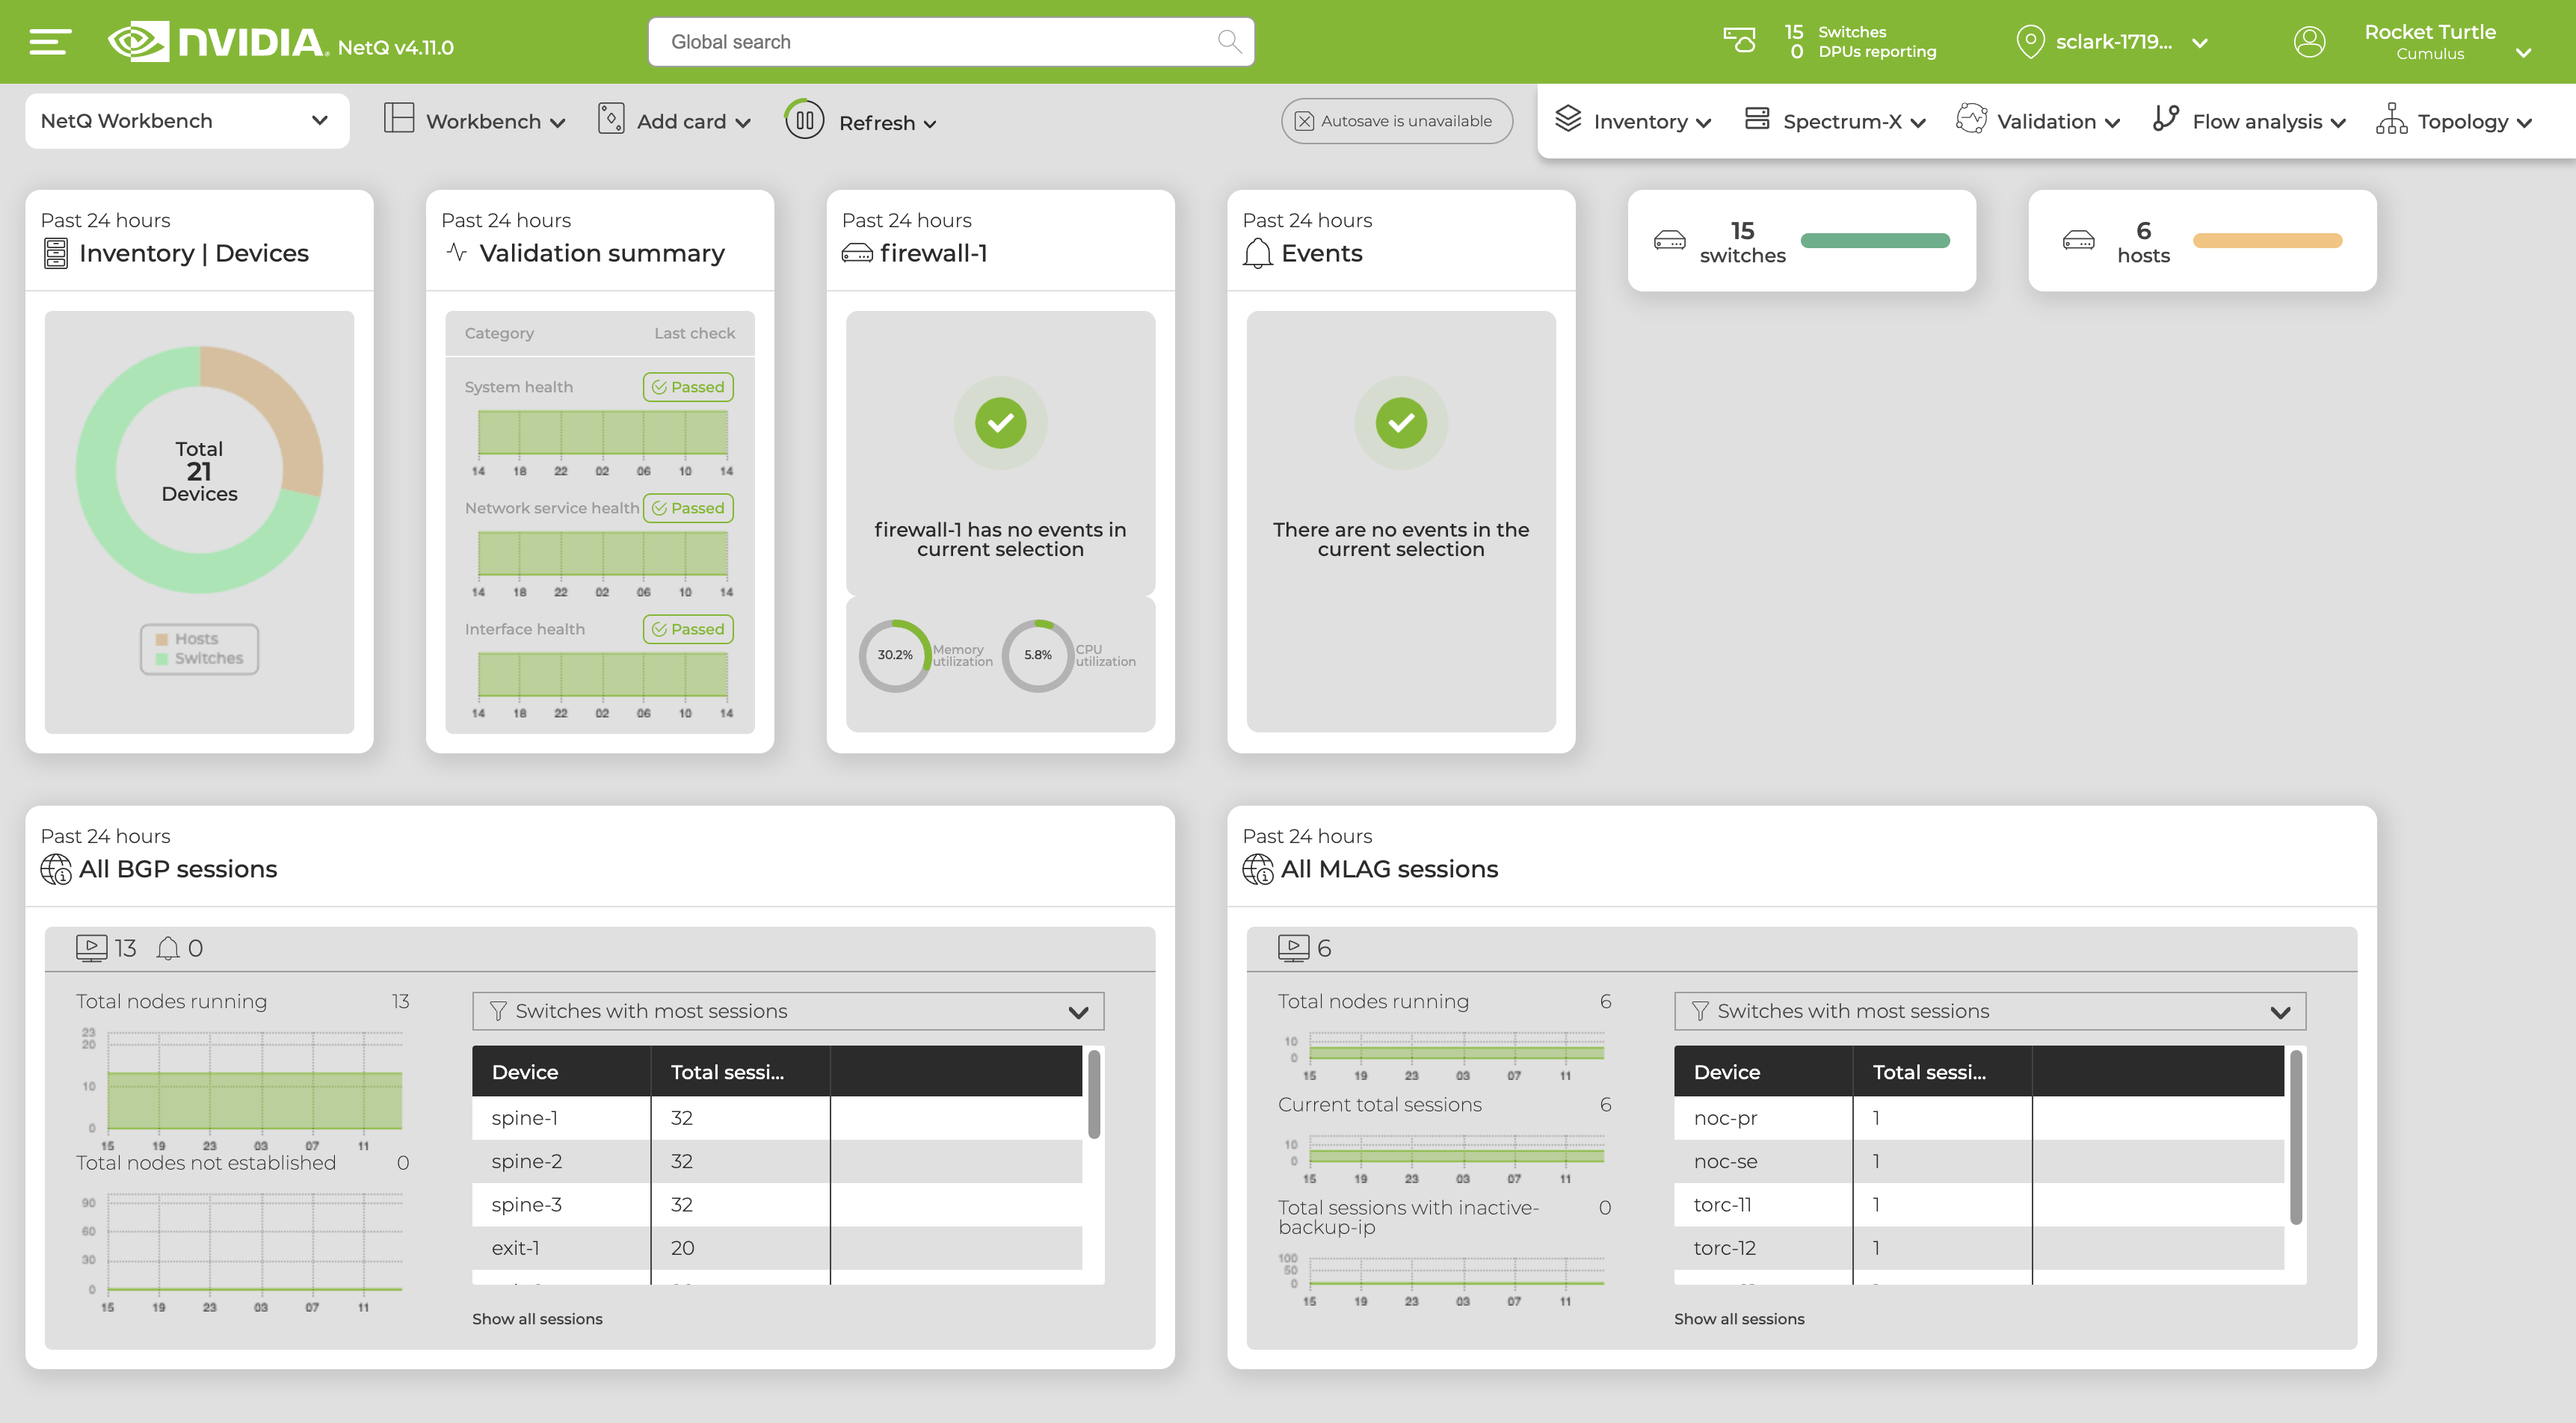 NVIDIA. NetQ v4.11.0
Global search
15 Switches
0 DPUs reporting
sclark-1719...
Rocket Turtle
Cumulus
NetQ Workbench
Workbench
Add card
Refresh
Autosave is unavailable
Inventory
Spectrum-X
Validation
Flow analysis
Topology
Past 24 hours
Inventory | Devices
Total
21
Devices
Hosts
Switches
Past 24 hours
Validation summary
Category Last check
System health Passed
14 18 22 02 06 10 14
Network service health Passed
14 18 22 02 06 10 14
Interface health Passed
14 18 22 02 06 10 14
Past 24 hours
firewall-1
firewall-1 has no events in
current selection
30.2% Memory
utilization
5.8% CPU
utilization
Past 24 hours
Events
There are no events in the
current selection
15
switches
6
hosts
Past 24 hours
All BGP sessions
13 0
Total nodes running 13
23
20
10
0
15 19 23 03 07 11
Total nodes not established 0
90
60
30
0
15 19 23 03 07 11
Switches with most sessions
Device Total sessi...
spine-1 32
spine-2 32
spine-3 32
exit-1 20
Show all sessions
Past 24 hours
All MLAG sessions
6
Total nodes running 6
10
0
15 19 23 03 07 11
Current total sessions 6
10
0
15 19 23 03 07 11
Total sessions with inactive-
backup-ip 0
100
50
0
15 19 23 03 07 11
Switches with most sessions
Device Total sessi...
noc-pr 1
noc-se 1
torc-11 1
torc-12 1
Show all sessions